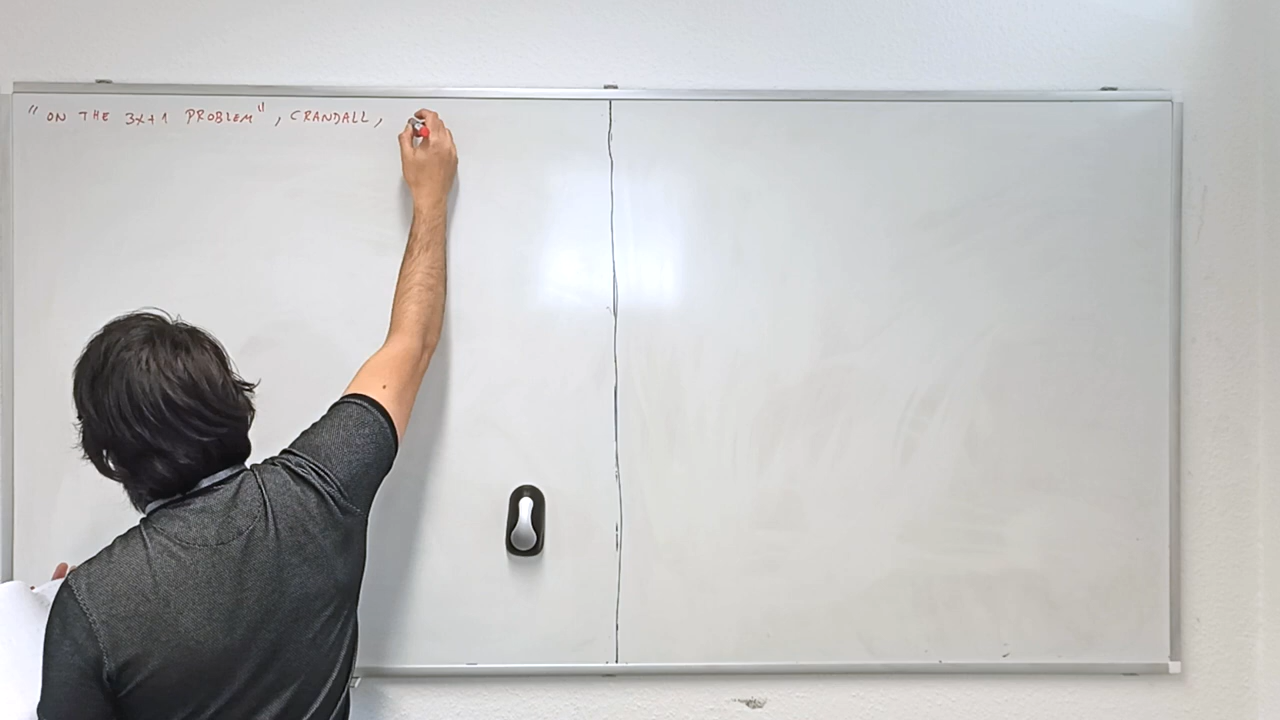 "ON THE 3x+1 PROBLEM", CRANDALL,